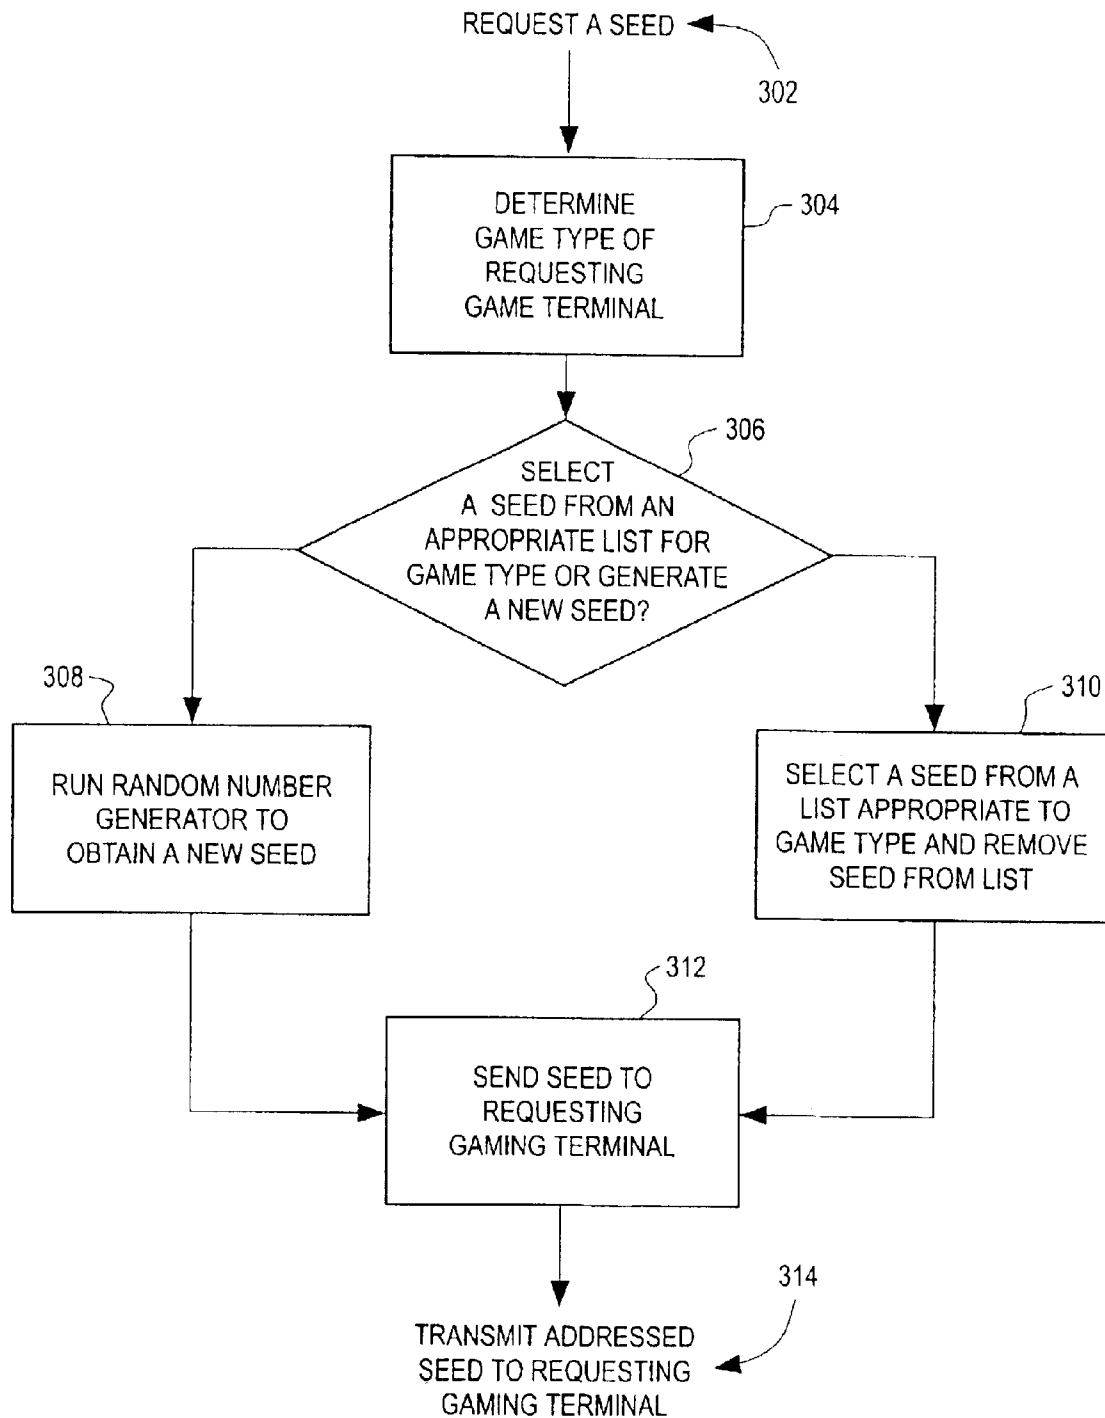 REQUEST A SEED
302
DETERMINE
GAME TYPE OF
REQUESTING
GAME TERMINAL
304
306
SELECT
A SEED FROM AN
APPROPRIATE LIST FOR
GAME TYPE OR GENERATE
A NEW SEED?
308
RUN RANDOM NUMBER
GENERATOR TO
OBTAIN A NEW SEED
310
SELECT A SEED FROM A
LIST APPROPRIATE TO
GAME TYPE AND REMOVE
SEED FROM LIST
312
SEND SEED TO
REQUESTING
GAMING TERMINAL
314
TRANSMIT ADDRESSED
SEED TO REQUESTING
GAMING TERMINAL